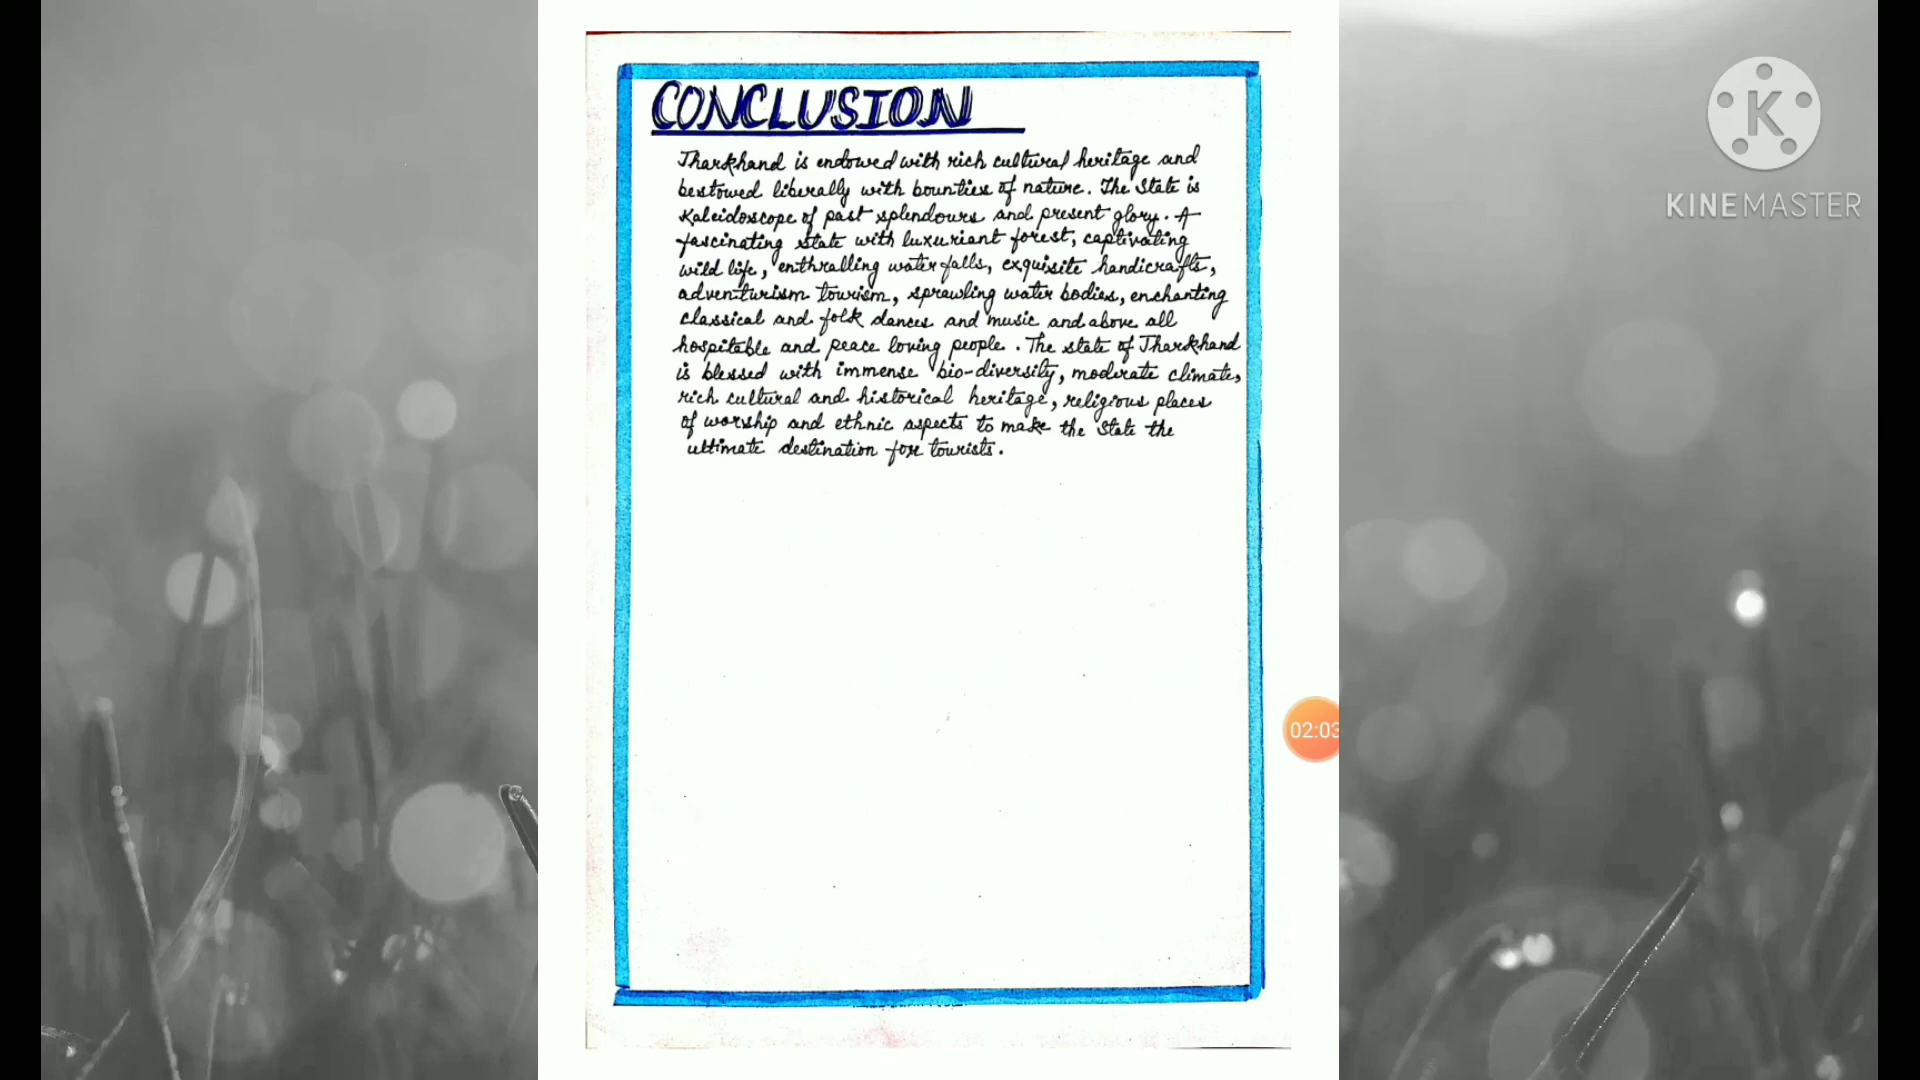 CONCLUSION
Jharkhand is endowed with rich cultural heritage and
bestowed liberally with bounties of nature. The State is
Kaleidoscope of past splendours and present glory. A
fascinating state with luxuriant forest, captivating
wild life, enthralling water falls, exquisite handicrafts,
adventurism tourism, sprawling water bodies, enchanting
classical and folk dances and music and above all
hospitable and peace loving people. The state of Jharkhand
is blessed with immense bio-diversity, moderate climate,
rich cultural and historical heritage, religious places
of worship and ethnic aspects to make the State the
ultimate destination for tourists.
K
KINEMASTER
02:03